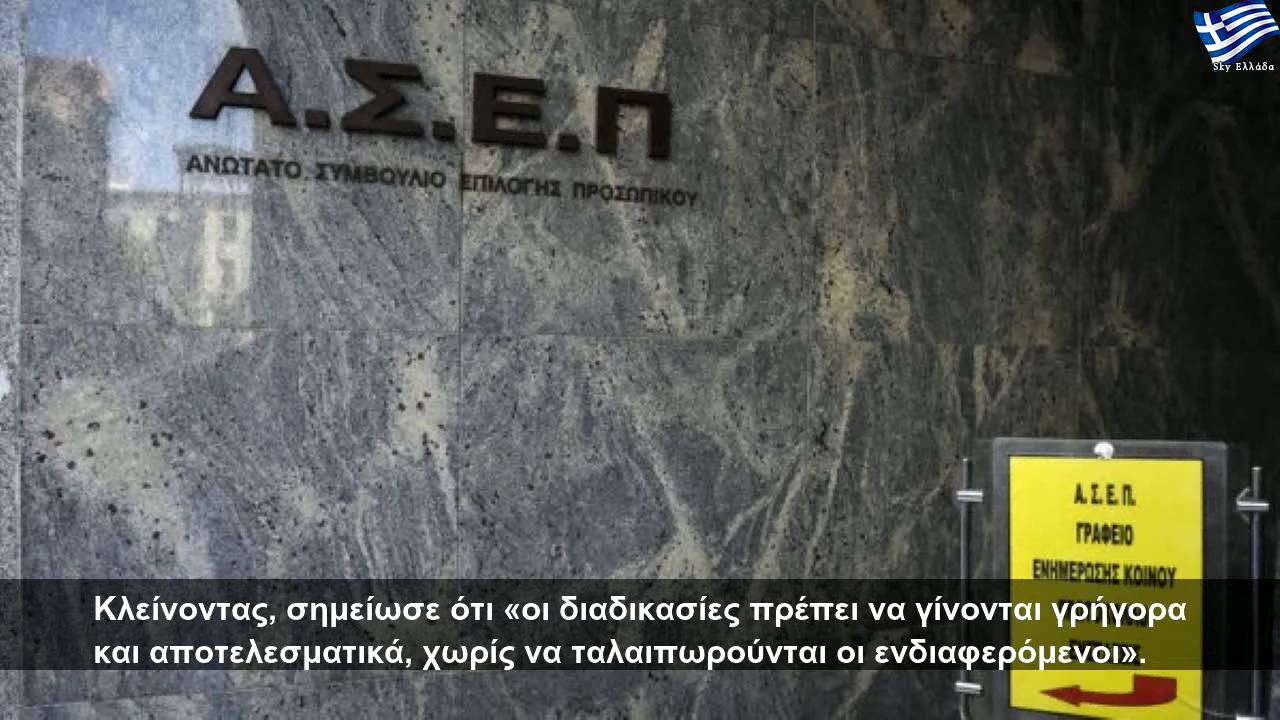 Sky Ελλάδα
Α.Σ.Ε.Π
ΑΝΩΤΑΤΟ ΣΥΜΒΟΥΛΙΟ ΕΠΙΛΟΓΗΣ ΠΡΟΣΩΠΙΚΟΥ
Α.Σ.Ε.Π.
ΓΡΑΦΕΙΟ
ΕΝΗΜΕΡΩΣΗΣ ΚΟΙΝΟΥ
Κλείνοντας, σημείωσε ότι «οι διαδικασίες πρέπει να γίνονται γρήγορα
και αποτελεσματικά, χωρίς να ταλαιπωρούνται οι ενδιαφερόμενοι».